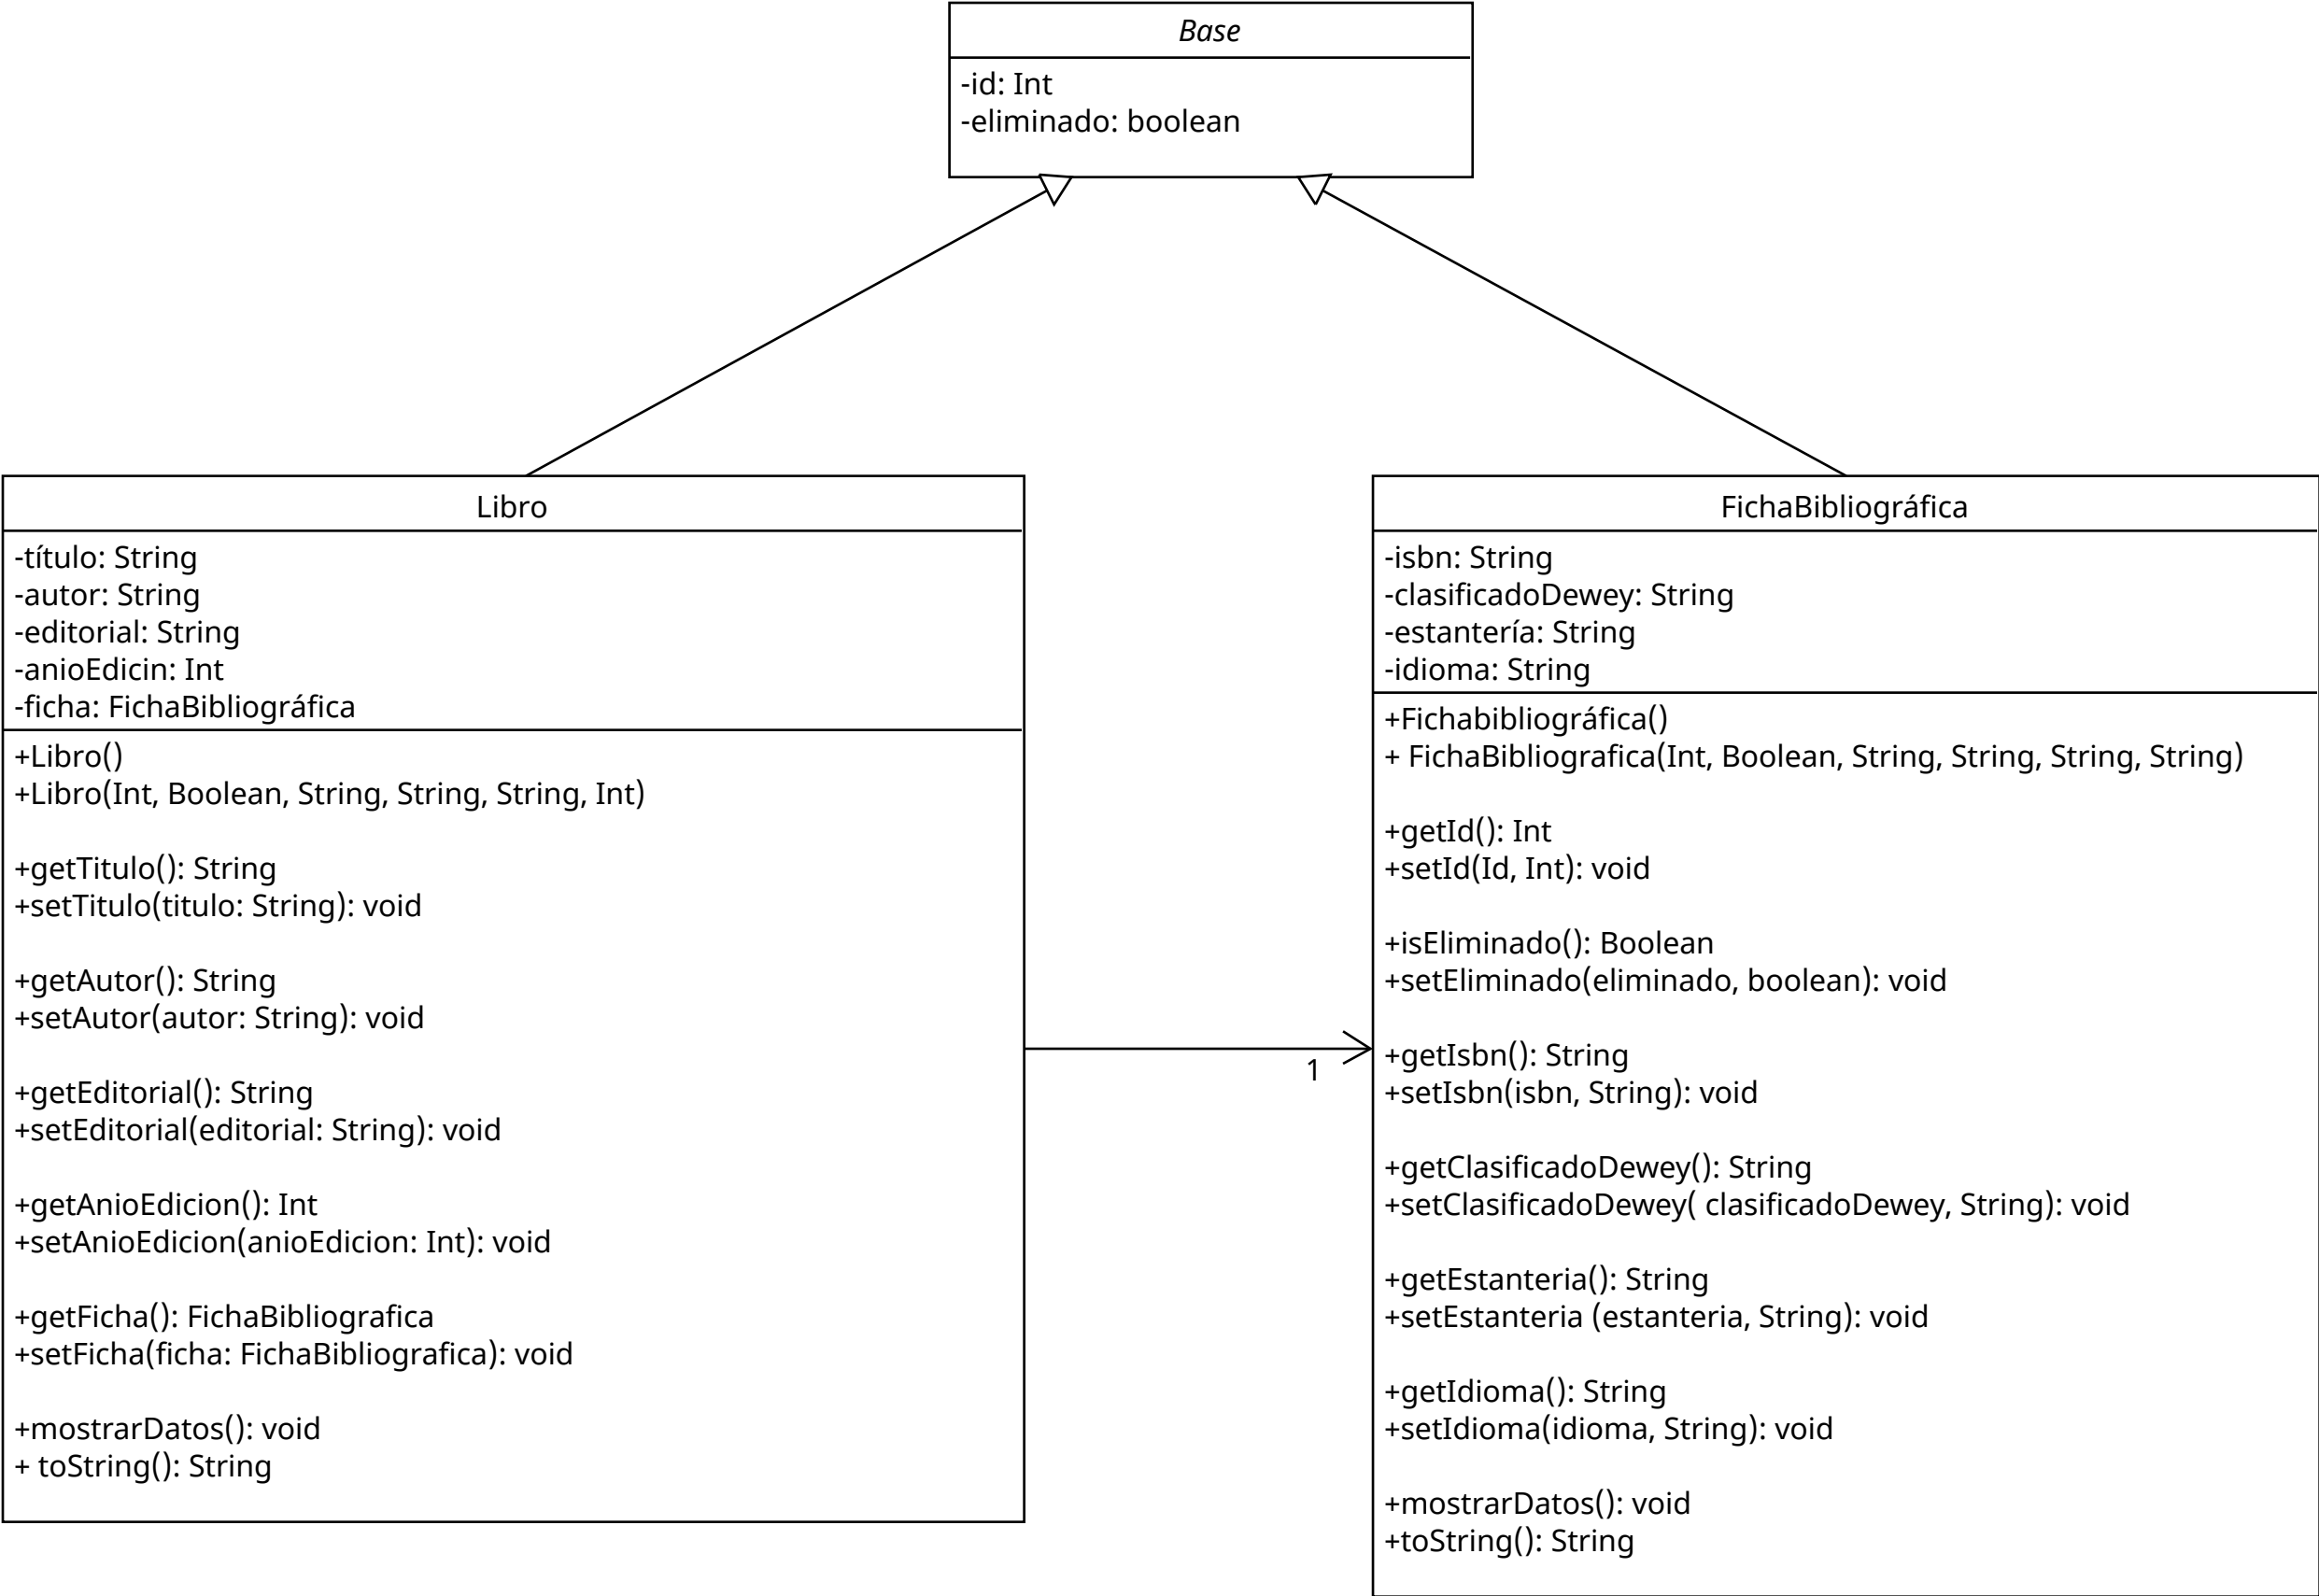 Base
-id: Int
-eliminado: boolean
Libro
-título: String
-autor: String
-editorial: String
-anioEdicin: Int
-ficha: FichaBibliográfica
+Libro()
+Libro(Int, Boolean, String, String, String, Int)
+getTitulo(): String
+setTitulo(titulo: String): void
+getAutor(): String
+setAutor(autor: String): void
+getEditorial(): String
+setEditorial(editorial: String): void
+getAnioEdicion(): Int
+setAnioEdicion(anioEdicion: Int): void
+getFicha(): FichaBibliografica
+setFicha(ficha: FichaBibliografica): void
+mostrarDatos(): void
+ toString(): String
1
FichaBibliográfica
-isbn: String
-clasificadoDewey: String
-estantería: String
-idioma: String
+Fichabibliográfica()
+ FichaBibliografica(Int, Boolean, String, String, String, String)
+getId(): Int
+setId(Id, Int): void
+isEliminado(): Boolean
+setEliminado(eliminado, boolean): void
+getIsbn(): String
+setIsbn(isbn, String): void
+getClasificadoDewey(): String
+setClasificadoDewey( clasificadoDewey, String): void
+getEstanteria(): String
+setEstanteria (estanteria, String): void
+getIdioma(): String
+setIdioma(idioma, String): void
+mostrarDatos(): void
+toString(): String